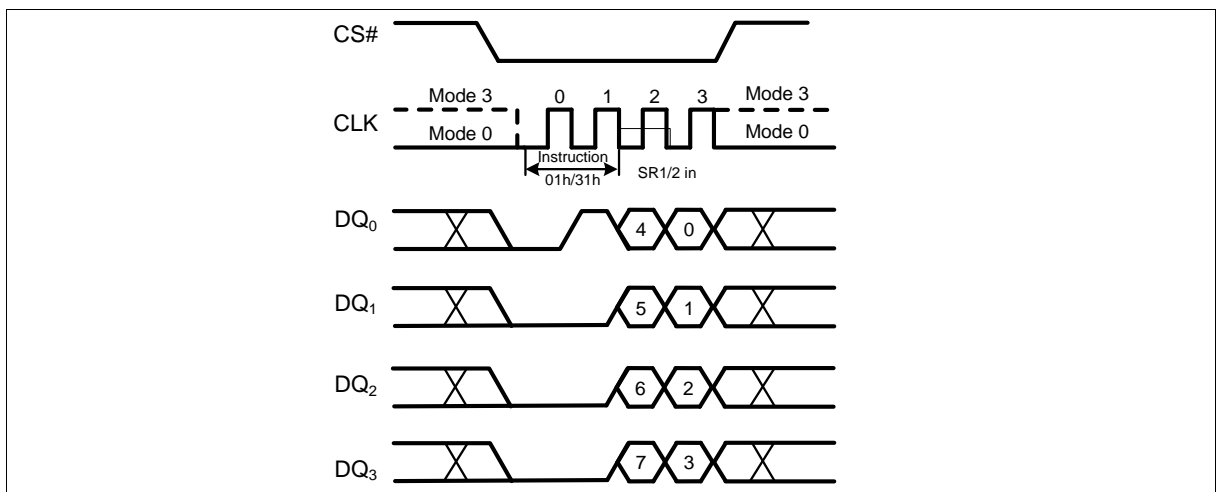 CS#
Mode 3 0 1 2 3 Mode 3
CLK
Mode 0 Mode 0
Instruction
01h/31h SR1/2 in
DQ0 4 0
DQ1 5 1
DQ2 6 2
DQ3 7 3